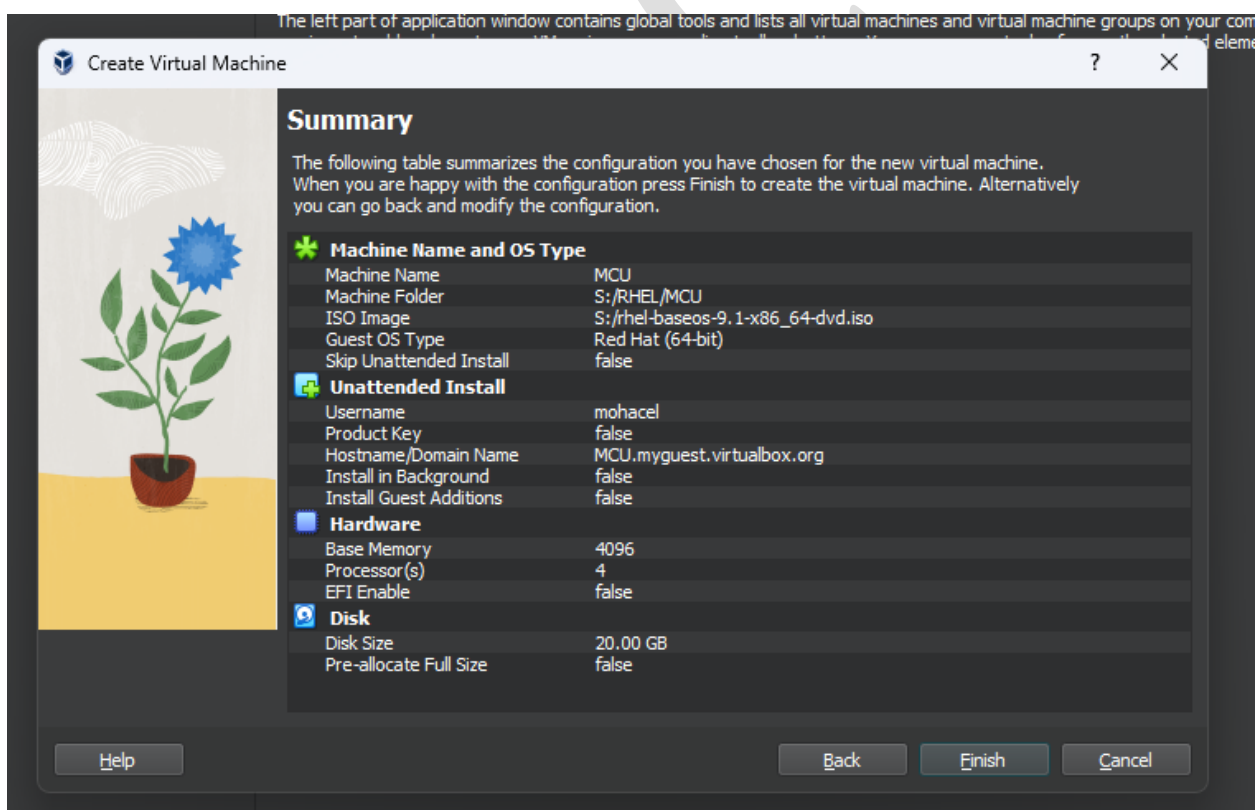 The left part of application window contains global tools and lists all virtual machines and virtual machine groups on your com
Create Virtual Machine ?
Summary
The following table summarizes the configuration you have chosen for the new virtual machine.
When you are happy with the configuration press Finish to create the virtual machine. Alternatively
you can go back and modify the configuration.
Machine Name and OS Type
Machine Name MCU
Machine Folder S:/RHEL/MCU
ISO Image S:/rhel-baseos-9.1-x86_64-dvd.iso
Guest OS Type Red Hat (64-bit)
Skip Unattended Install false
Unattended Install
Username mohacel
Product Key false
Hostname/Domain Name MCU.myguest.virtualbox.org
Install in Background false
Install Guest Additions false
Hardware
Base Memory 4096
Processor(s) 4
EFI Enable false
Disk
Disk Size 20.00 GB
Pre-allocate Full Size false
Help Back Finish Cancel